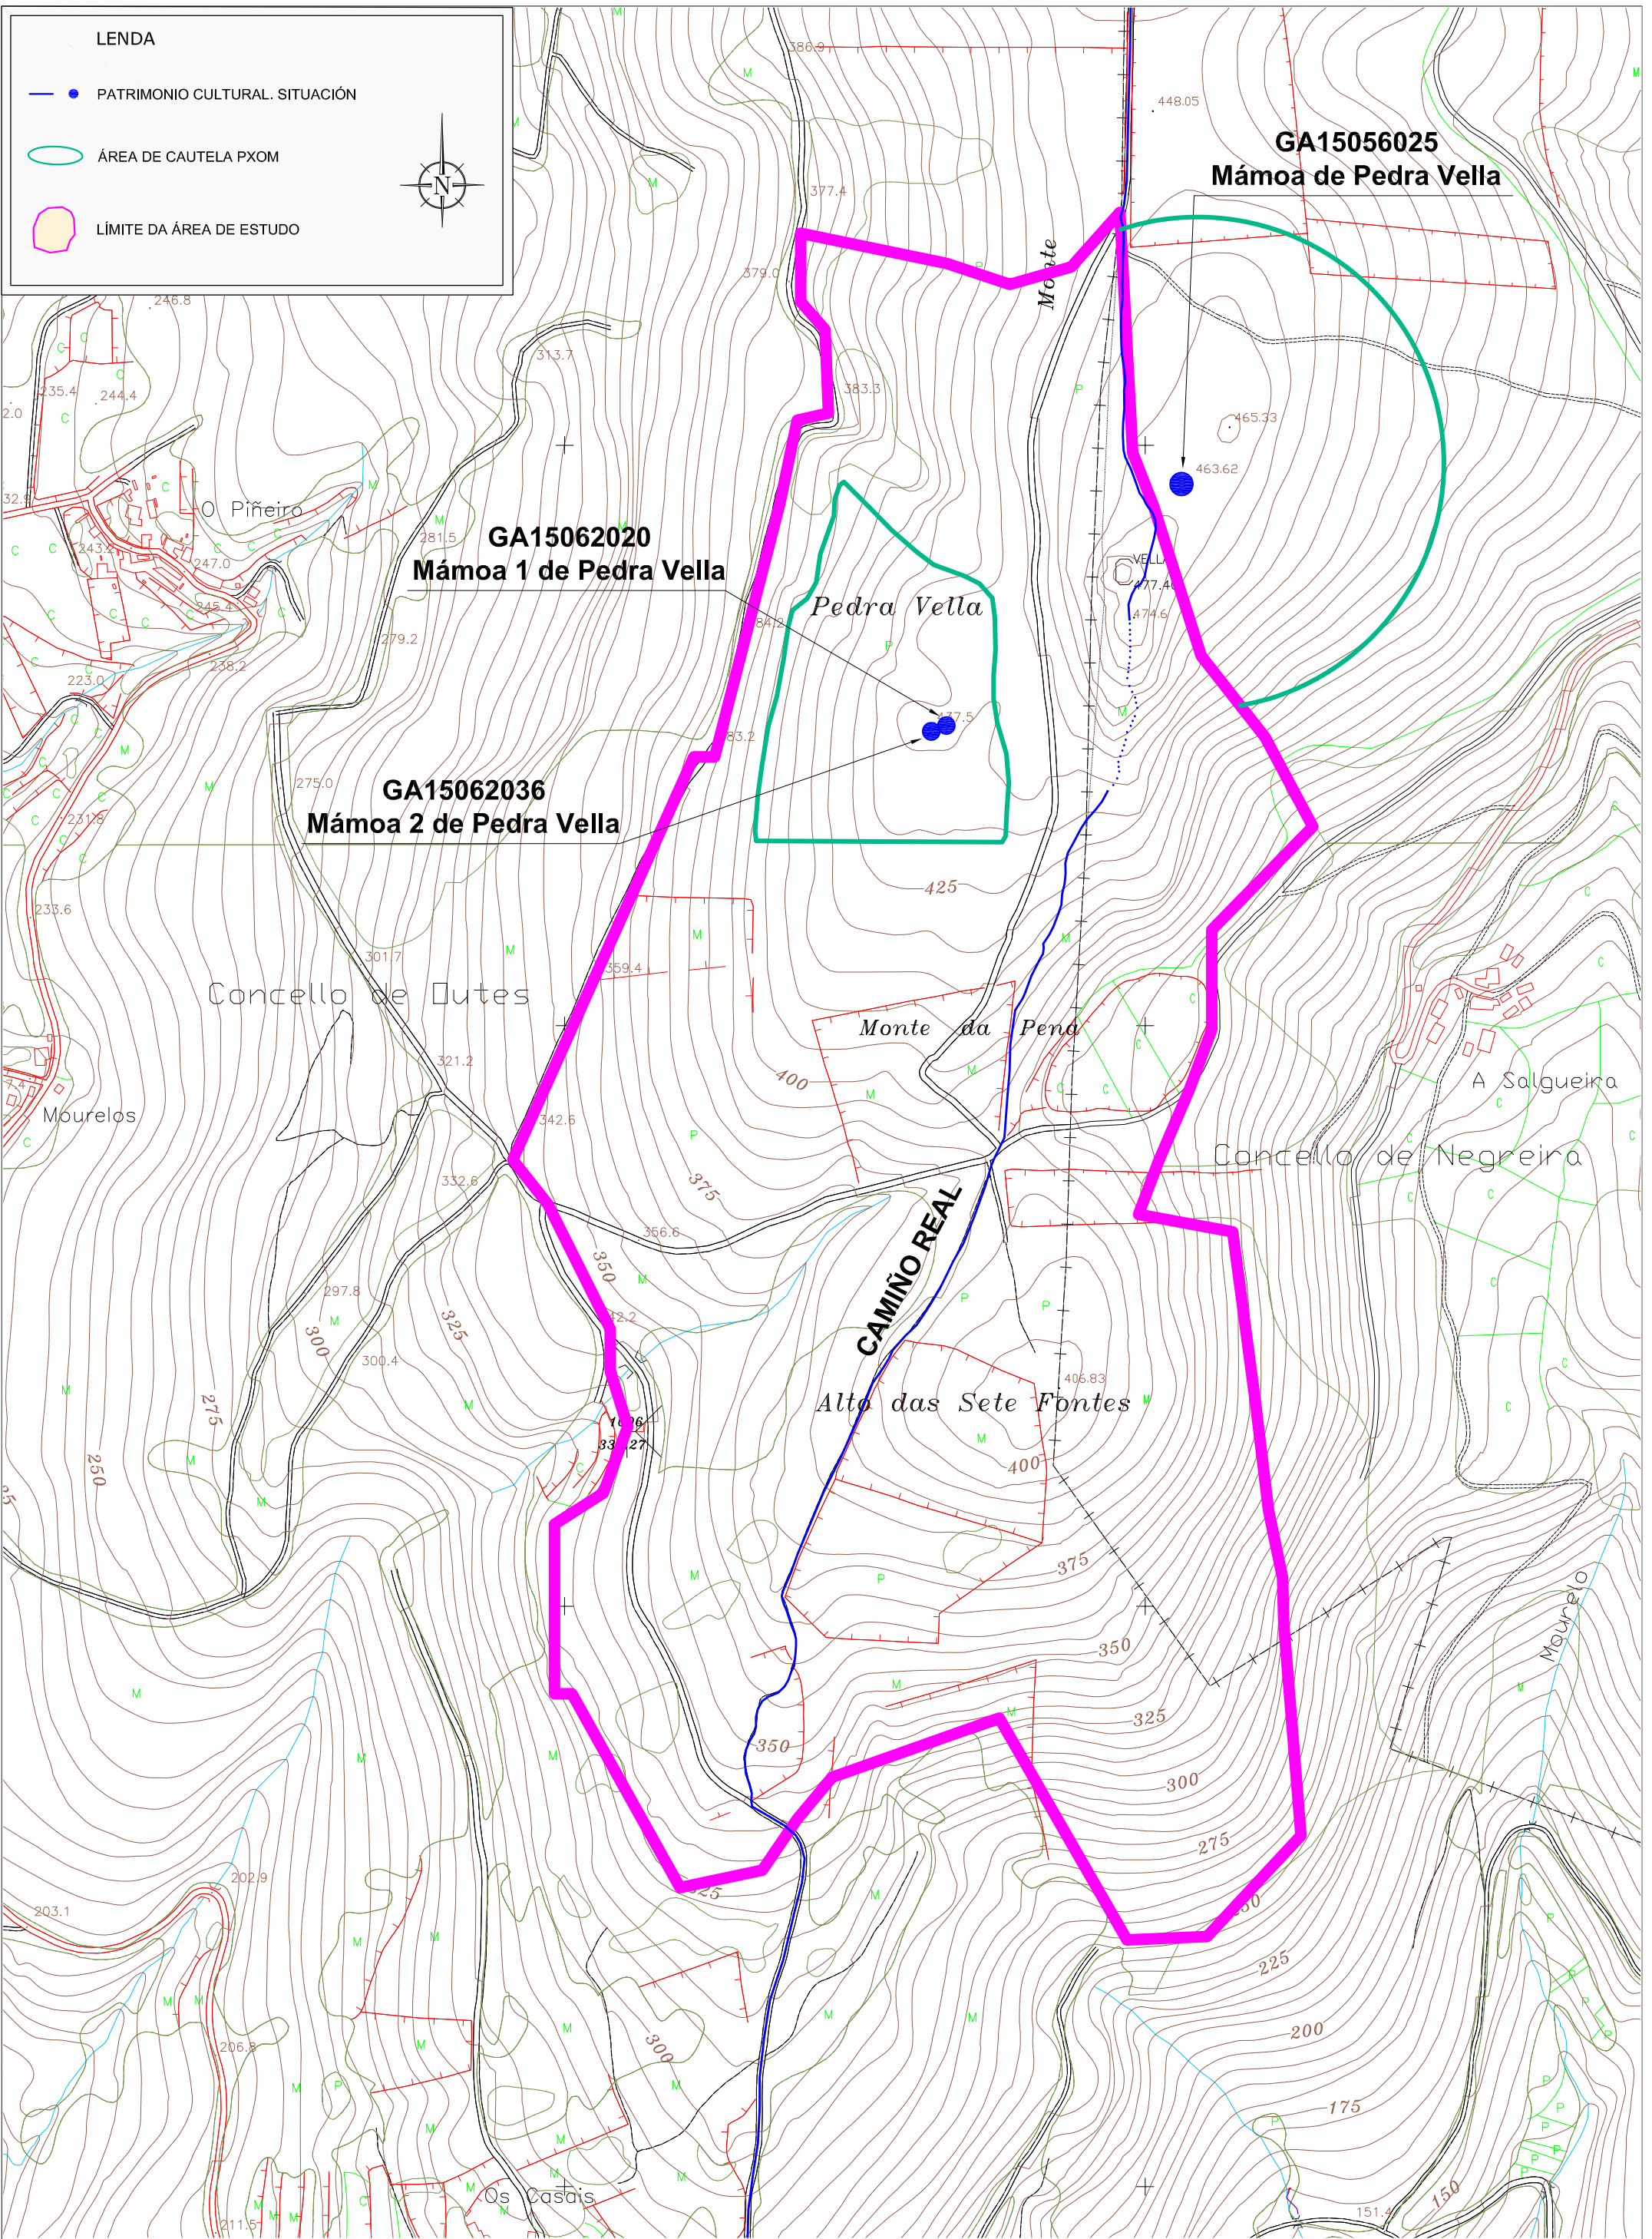 LENDA
PATRIMONIO CULTURAL. SITUACIÓN
ÁREA DE CAUTELA PXOM
LÍMITE DA ÁREA DE ESTUDO
N
386.9
448.05
GA15056025
Mámoa de Pedra Vella
377.4
Monte
379.0
246.8
313.7
383.3
235.4
244.4
465.33
463.62
O Piñeiro
GA15062020
Mámoa 1 de Pedra Vella
281.5
243.2
247.0
245.4
279.2
238.2
223.0
Pedra Vella
474.6
GA15062036
Mámoa 2 de Pedra Vella
275.0
231.8
425
233.6
301.7
359.4
Concello de Outes
Monte da Pena
321.2
400
A Salgueira
Mourelos
342.6
332.6
375
Concello de Negreira
CAMIÑO REAL
356.6
350
297.8
325
300
300.4
275
406.83
Alto das Sete Fontes
250
400
375
Mourelo
350
350
325
300
275
202.9
203.1
225
206.8
300
200
175
150
Os Casais
211.5
151.4
C
M
P